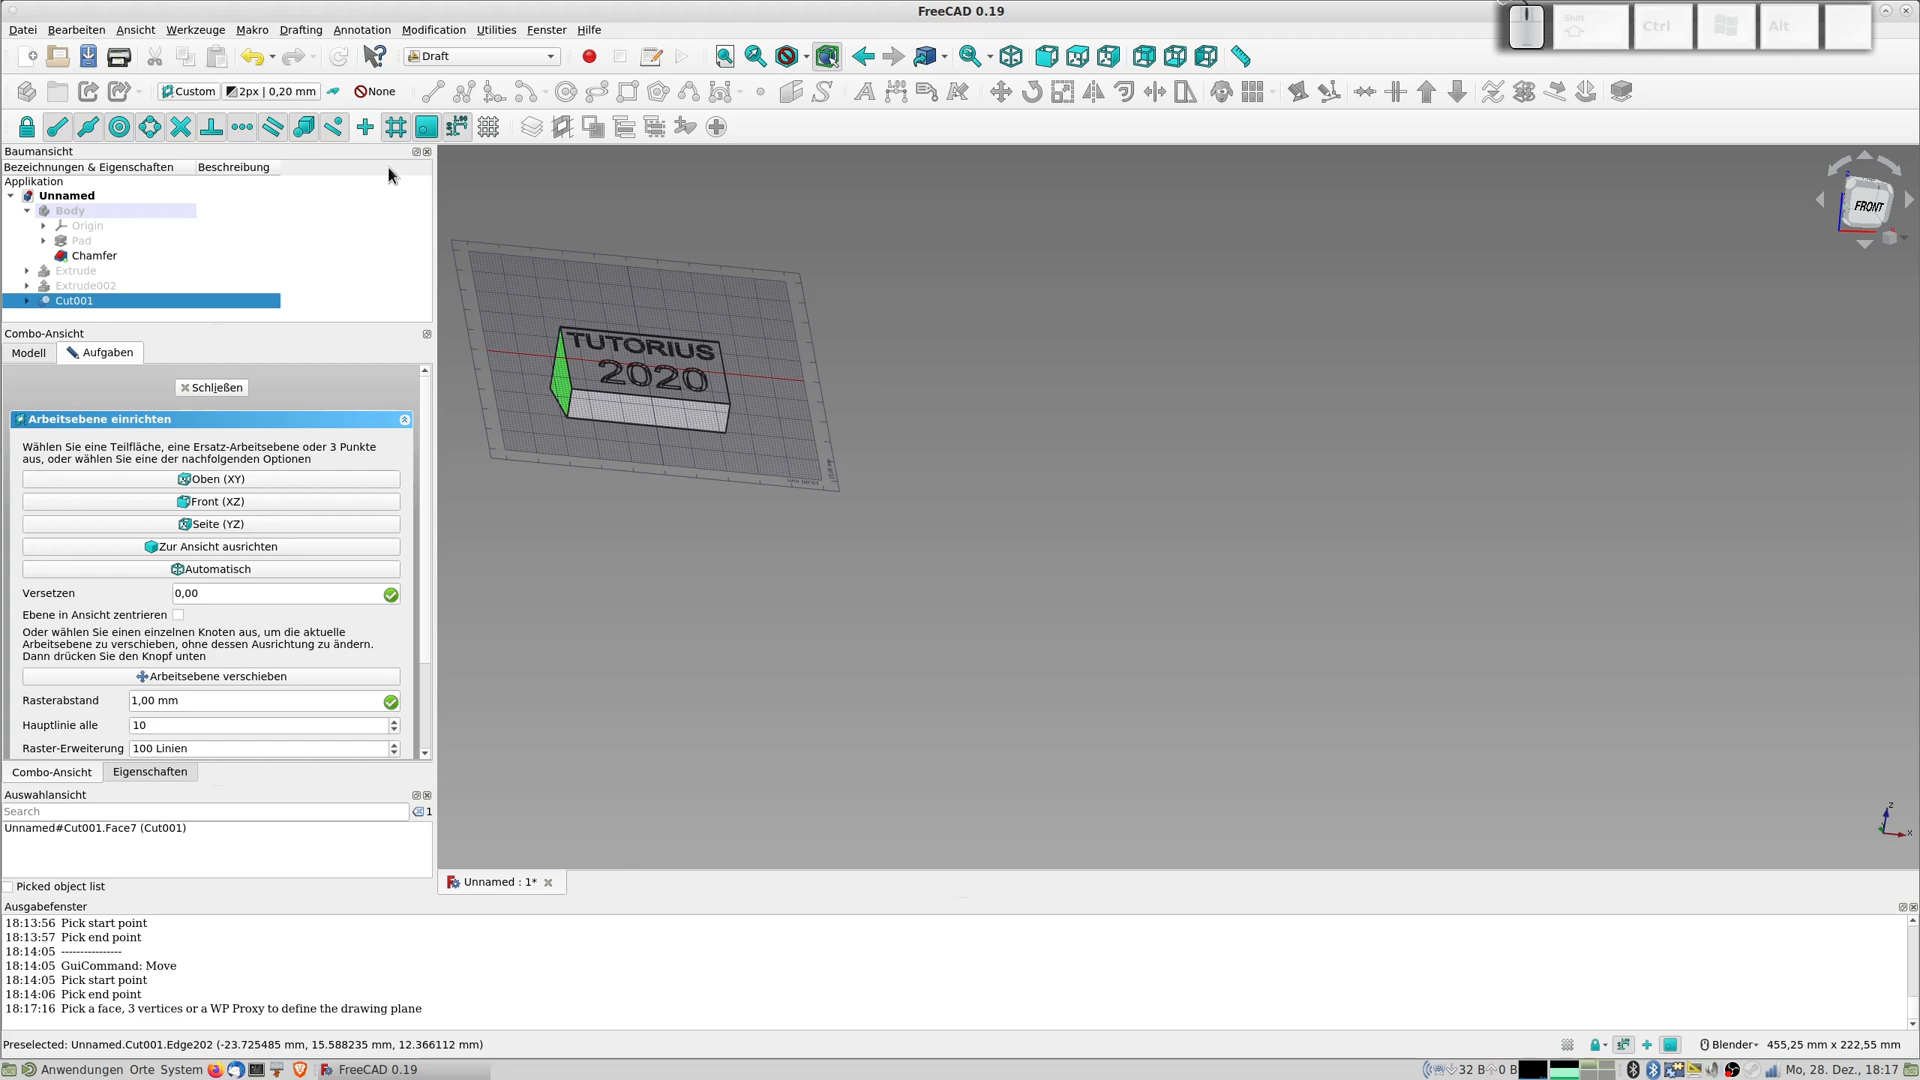 FreeCAD 0.19
Shift Ctrl Alt
Datei Bearbeiten Ansicht Werkzeuge Makro Drafting Annotation Modification Utilities Fenster Hilfe
Draft
Custom 2px | 0,20 mm None
1.00
Baumansicht
Bezeichnungen & Eigenschaften Beschreibung
Applikation
Unnamed
Body
Origin
Pad
Chamfer
Extrude
Extrude002
Cut001
TUTORIUS
2020
FRONT
Combo-Ansicht
Modell Aufgaben
Schließen
Arbeitsebene einrichten
Wählen Sie eine Teilfläche, eine Ersatz-Arbeitsebene oder 3 Punkte
aus, oder wählen Sie eine der nachfolgenden Optionen
Oben (XY)
Front (XZ)
Seite (YZ)
Zur Ansicht ausrichten
Automatisch
Versetzen 0,00
Ebene in Ansicht zentrieren
Oder wählen Sie einen einzelnen Knoten aus, um die aktuelle
Arbeitsebene zu verschieben, ohne dessen Ausrichtung zu ändern.
Dann drücken Sie den Knopf unten
Arbeitsebene verschieben
Rasterabstand 1,00 mm
Hauptlinie alle 10
Raster-Erweiterung 100 Linien
Combo-Ansicht Eigenschaften
Auswahlansicht
Search 1
Unnamed#Cut001.Face7 (Cut001)
Picked object list
Z
X
Unnamed : 1*
Ausgabefenster
18:13:56 Pick start point
18:13:57 Pick end point
18:14:05 ----------------
18:14:05 GuiCommand: Move
18:14:05 Pick start point
18:14:06 Pick end point
18:17:16 Pick a face, 3 vertices or a WP Proxy to define the drawing plane
Preselected: Unnamed.Cut001.Edge202 (-23.725485 mm, 15.588235 mm, 12.366112 mm)
Blender 455,25 mm x 222,55 mm
Anwendungen Orte System FreeCAD 0.19 32 B 0 B Mo, 28. Dez., 18:17